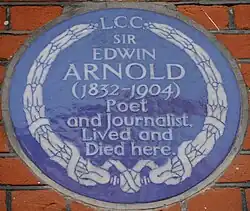 L.C.C.
SIR
EDWIN
ARNOLD
(1832-1904)
Poet
and Journalist.
Lived and
Died here.